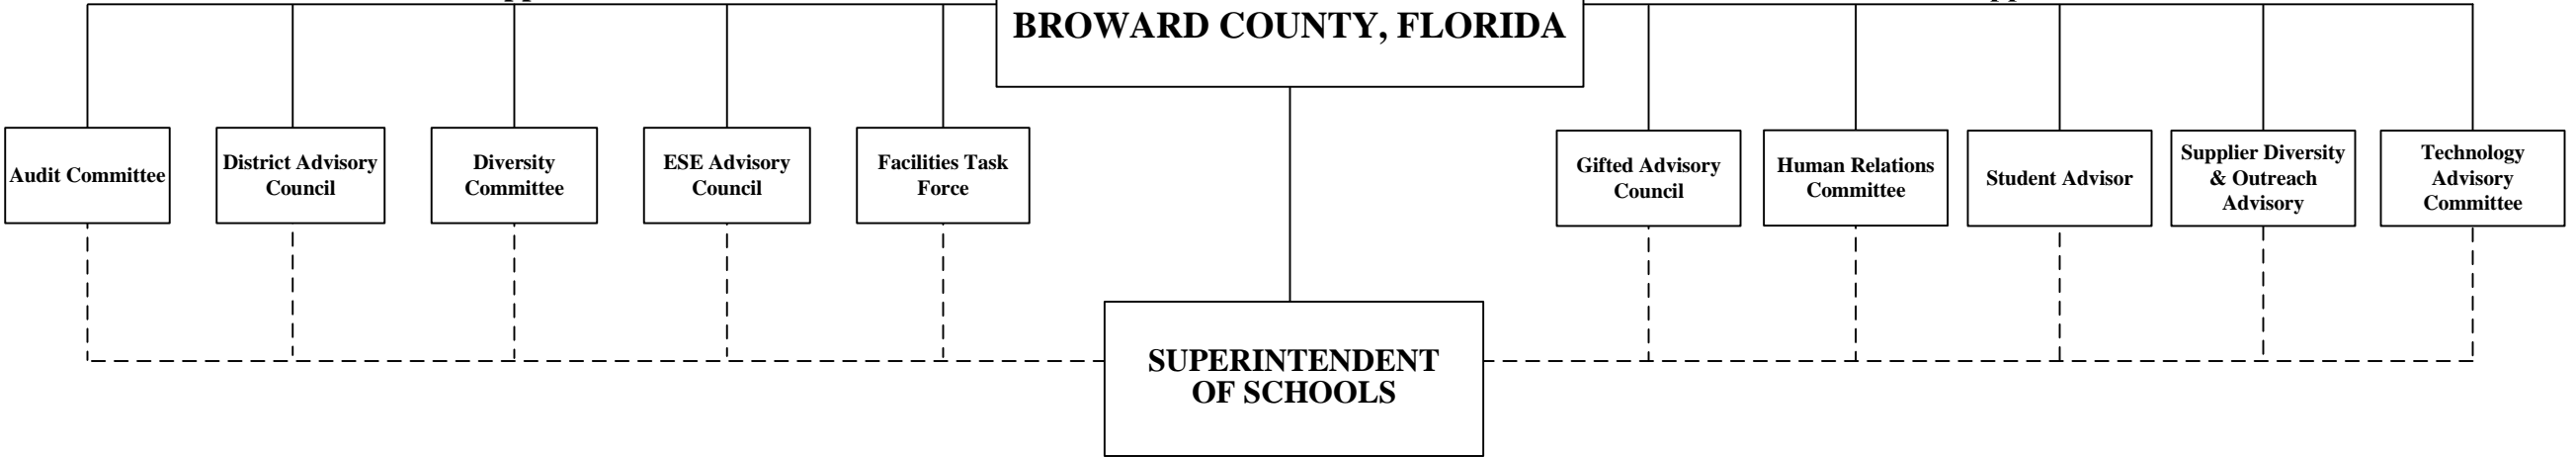 BROWARD COUNTY, FLORIDA
Audit Committee
District Advisory
Council
Diversity
Committee
ESE Advisory
Council
Facilities Task
Force
Gifted Advisory
Council
Human Relations
Committee
Student Advisor
Supplier Diversity
& Outreach
Advisory
Technology
Advisory
Committee
SUPERINTENDENT
OF SCHOOLS